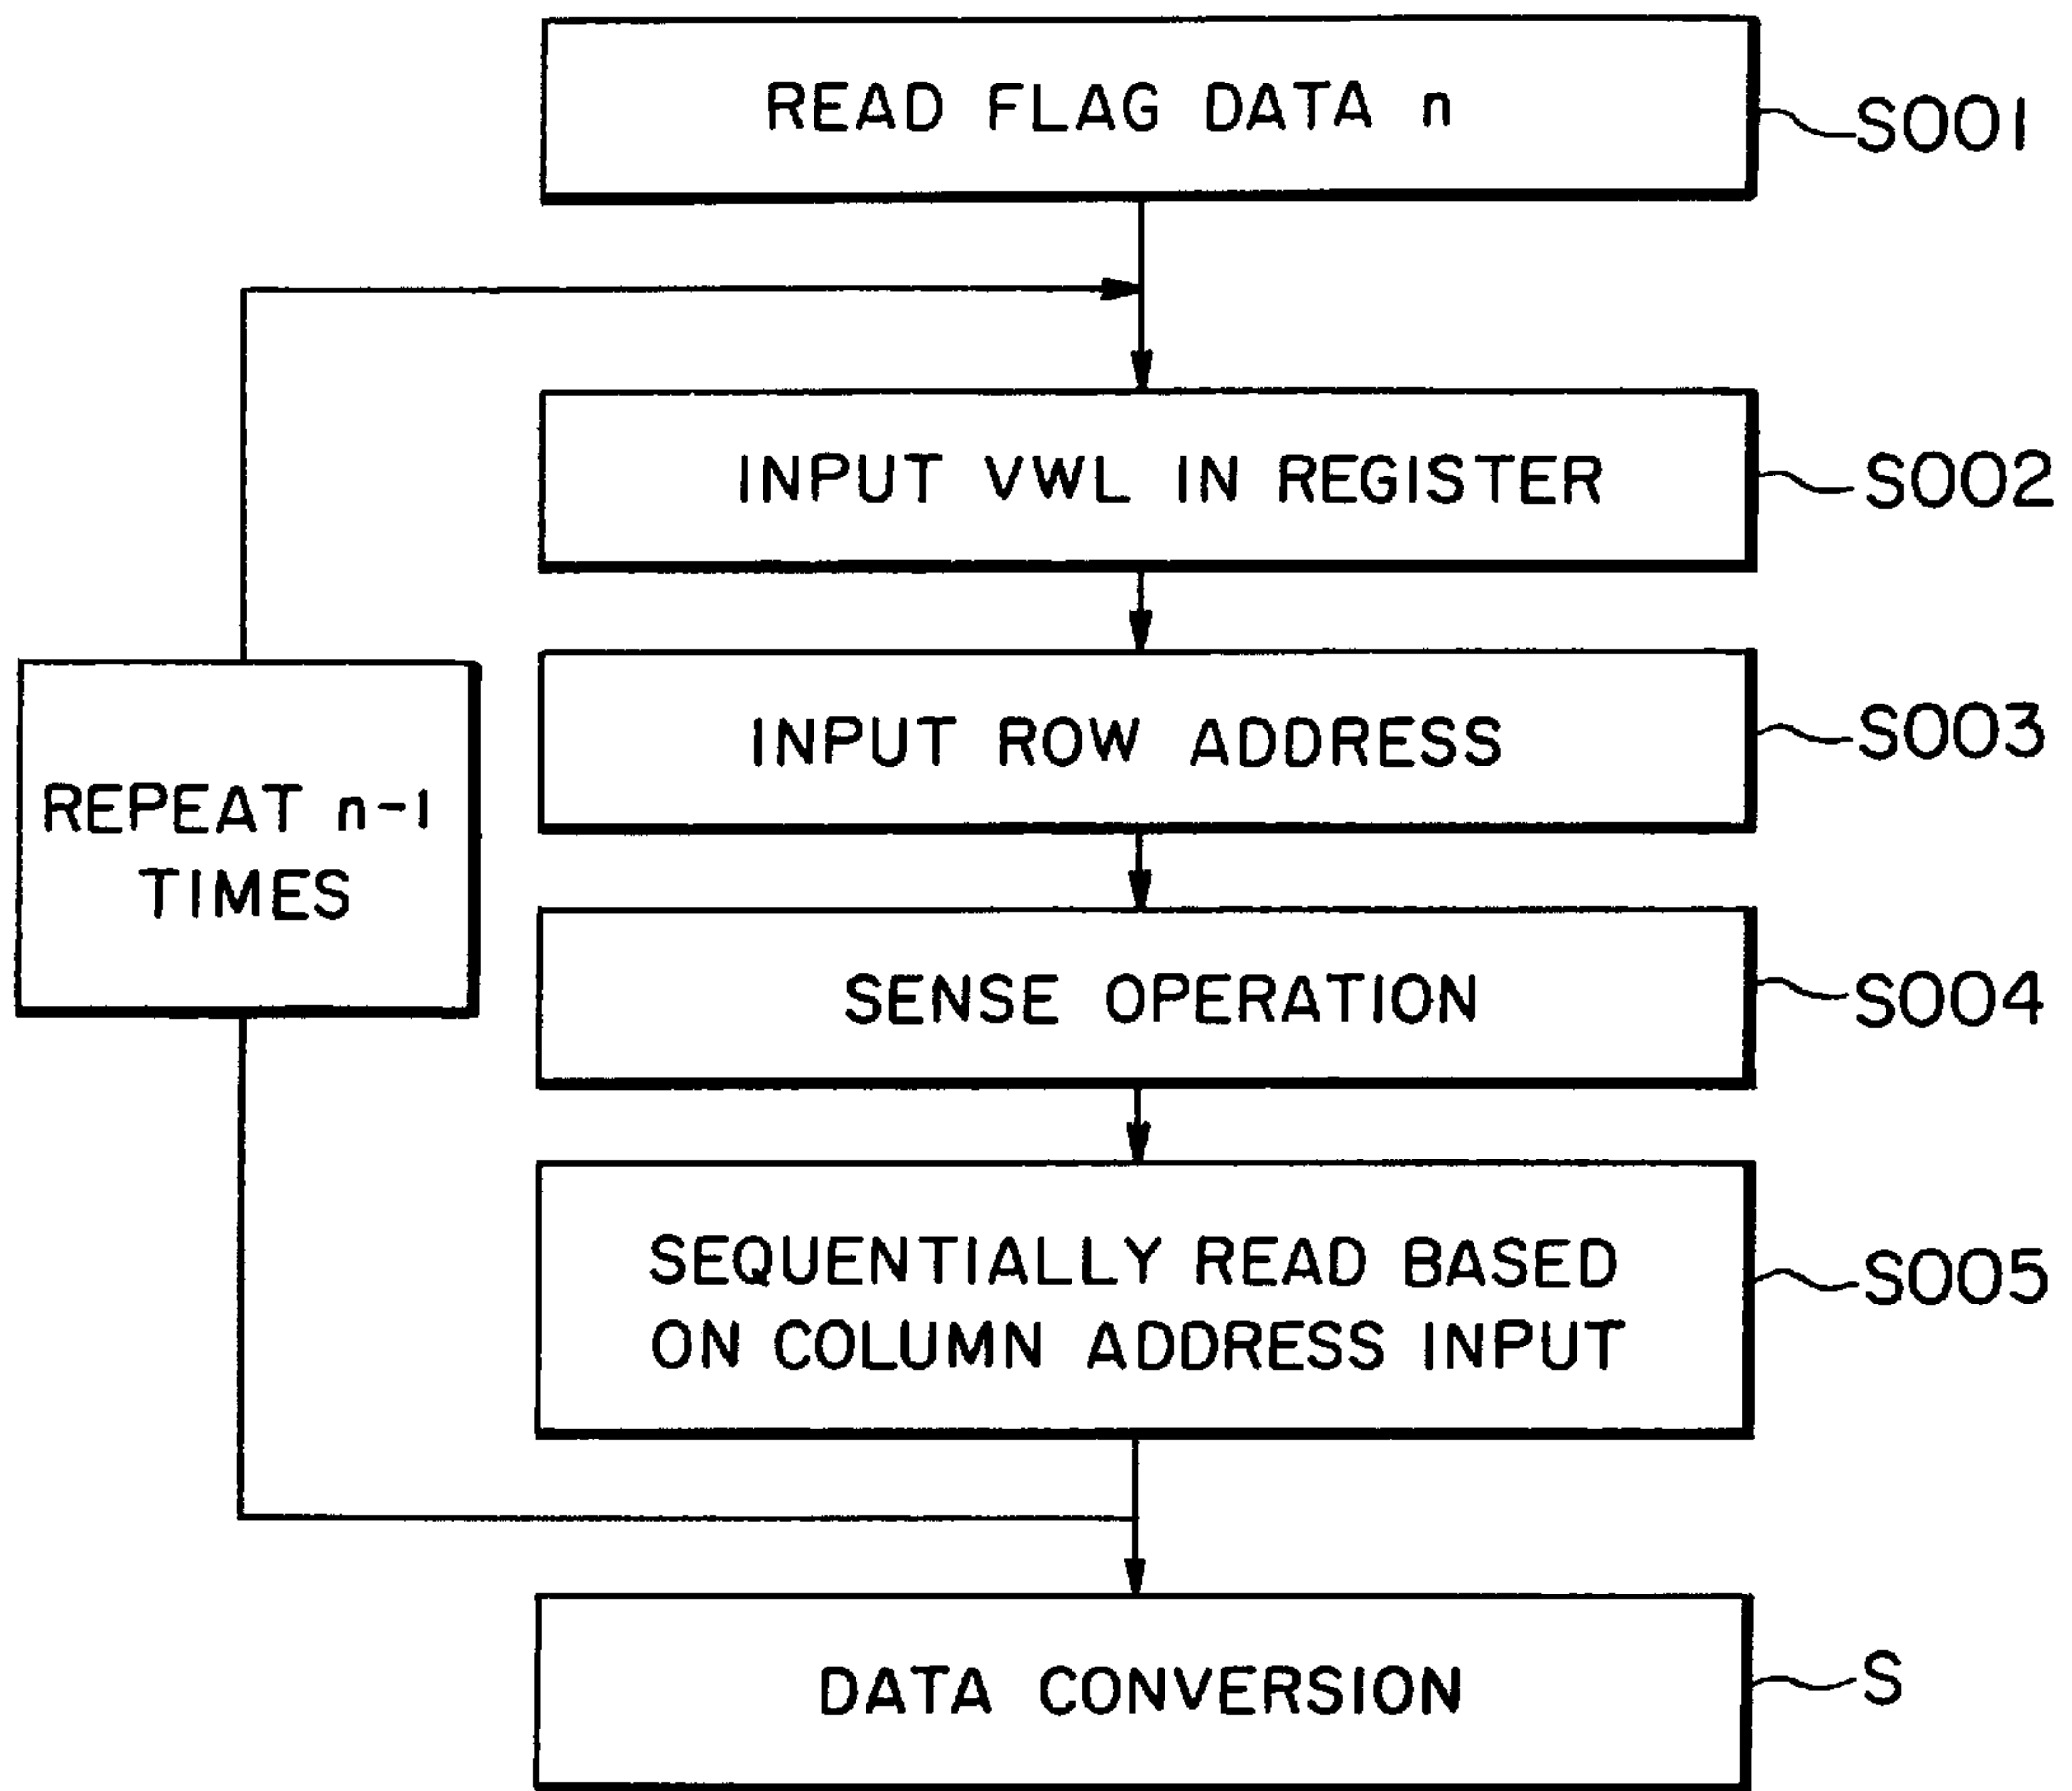 READ FLAG DATA n
S001
INPUT VWL IN REGISTER
S002
INPUT ROW ADDRESS
S003
REPEAT n-1
TIMES
SENSE OPERATION
S004
SEQUENTIALLY READ BASED
ON COLUMN ADDRESS INPUT
S005
DATA CONVERSION
S